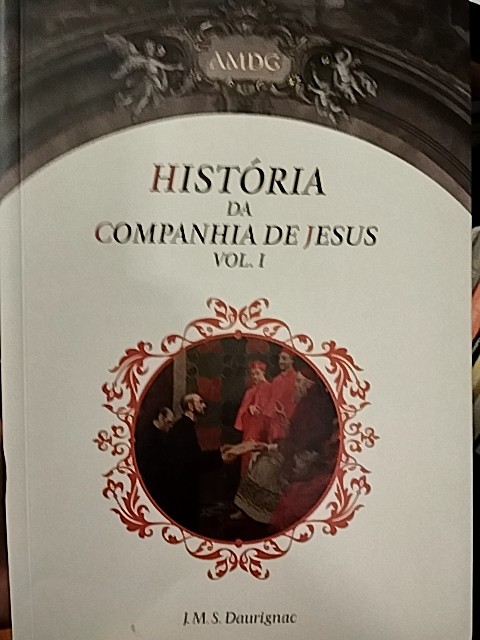 AMDG
HISTÓRIA
DA
COMPANHIA DE JESUS
VOL. I
J. M. S. Daurignac